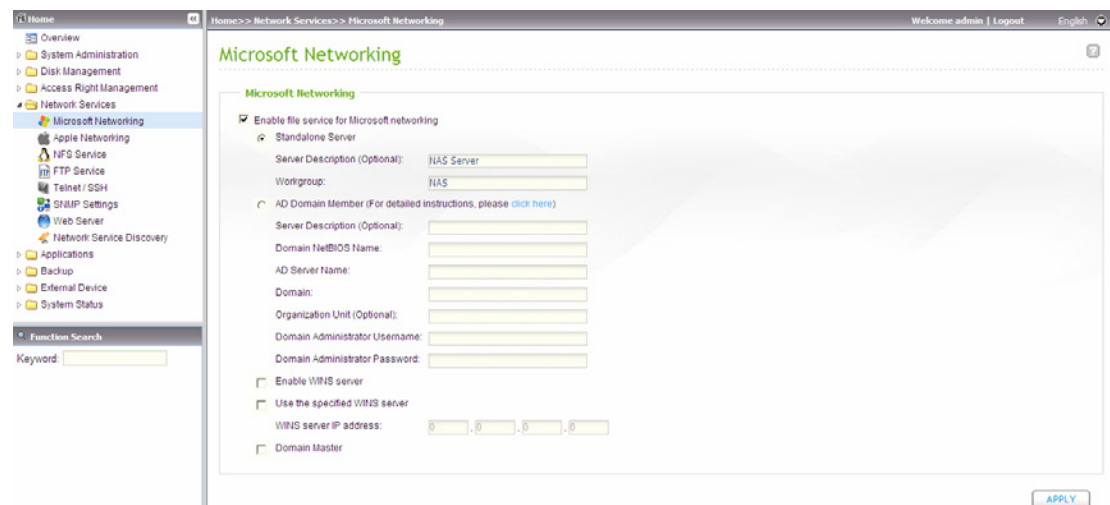 Home
Home>> Network Services>> Microsoft Networking
Welcome admin | Logout
English
Overview
System Administration
Disk Management
Access Right Management
Network Services
Microsoft Networking
Apple Networking
NFS Service
FTP Service
Telnet / SSH
SNMP Settings
Web Server
Network Service Discovery
Applications
Backup
External Device
System Status
Function Search
Keyword:
Microsoft Networking
Microsoft Networking
Enable file service for Microsoft networking
Standalone Server
Server Description (Optional): NAS Server
Workgroup: NAS
AD Domain Member (For detailed instructions, please click here)
Server Description (Optional):
Domain NetBIOS Name:
AD Server Name:
Domain:
Organization Unit (Optional):
Domain Administrator Username:
Domain Administrator Password:
Enable WINS server
Use the specified WINS server
WINS server IP address: 0 . 0 . 0 . 0
Domain Master
APPLY